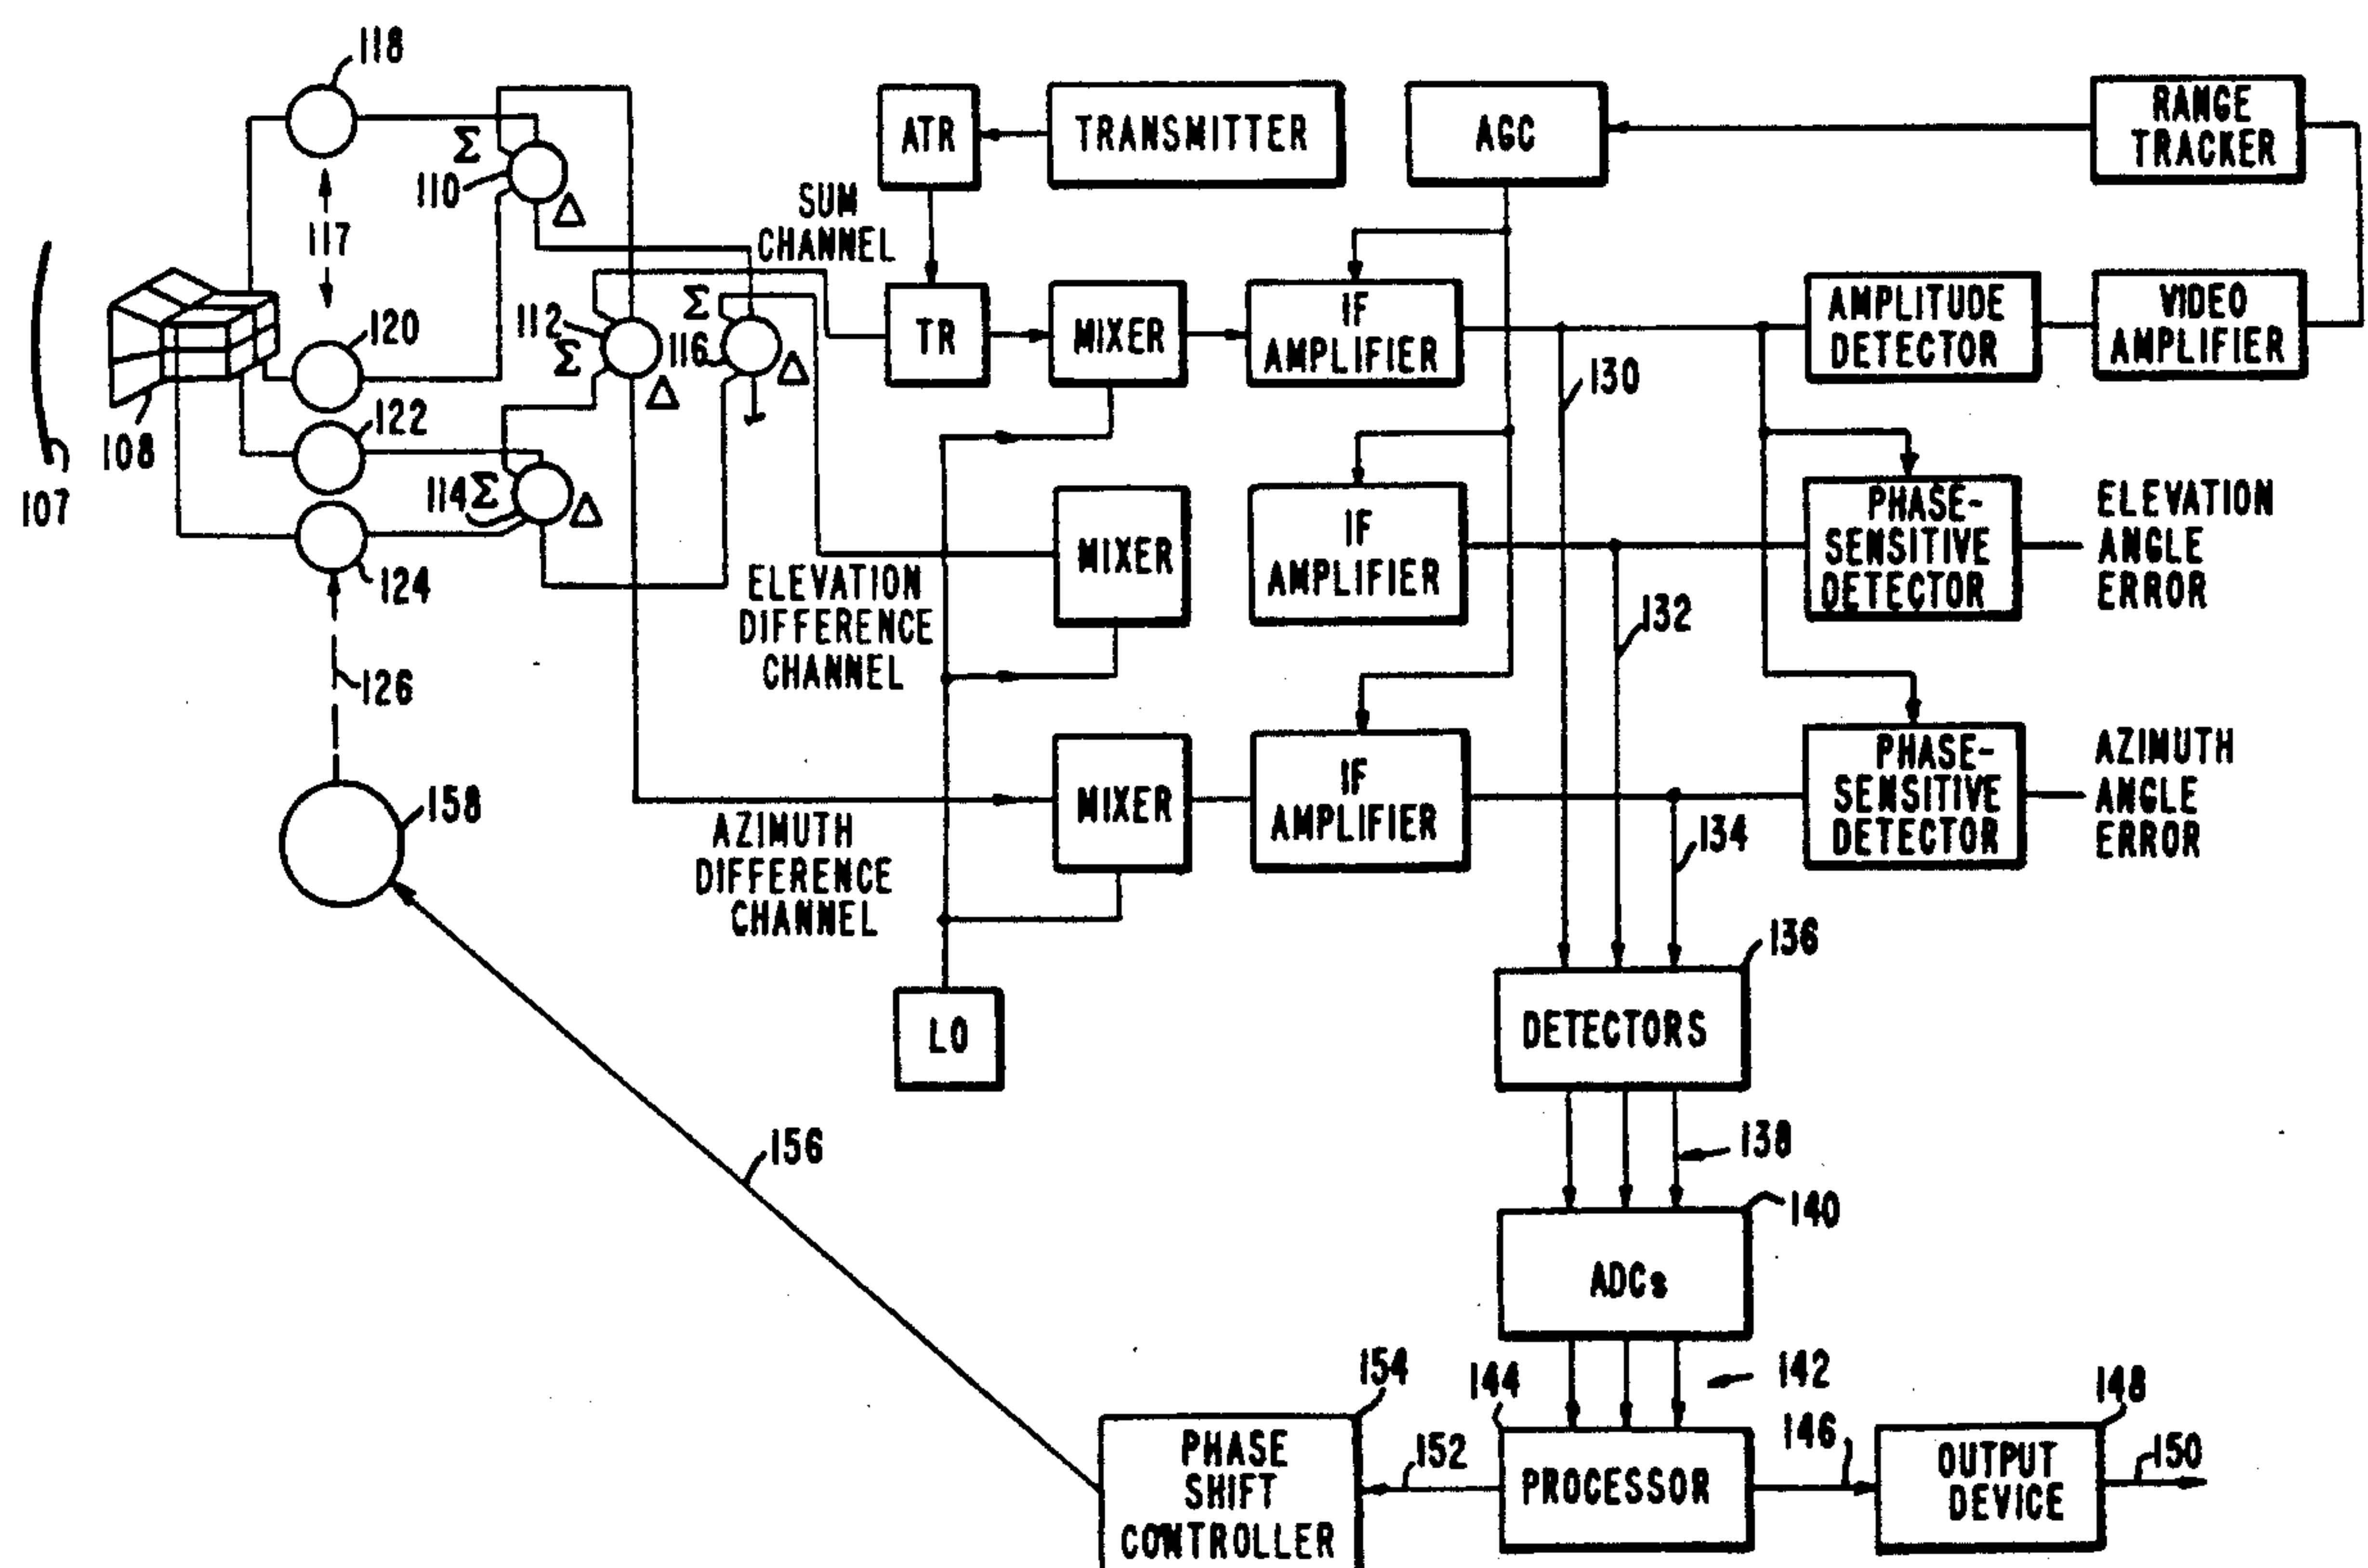 118
Σ
110
Δ
117
SUM
CHANNEL
ATR
TRANSMITTER
AGC
RANGE
TRACKER
120
112
Σ
Δ
Σ
116
Δ
TR
MIXER
IF
AMPLIFIER
AMPLITUDE
DETECTOR
VIDEO
AMPLIFIER
130
108
107
122
114
Σ
Δ
124
126
ELEVATION
DIFFERENCE
CHANNEL
MIXER
IF
AMPLIFIER
132
PHASE-
SENSITIVE
DETECTOR
ELEVATION
ANGLE
ERROR
158
AZIMUTH
DIFFERENCE
CHANNEL
MIXER
IF
AMPLIFIER
134
PHASE-
SENSITIVE
DETECTOR
AZIMUTH
ANGLE
ERROR
LO
136
DETECTORS
138
156
140
ADCs
142
154
PHASE
SHIFT
CONTROLLER
152
144
PROCESSOR
146
148
OUTPUT
DEVICE
150